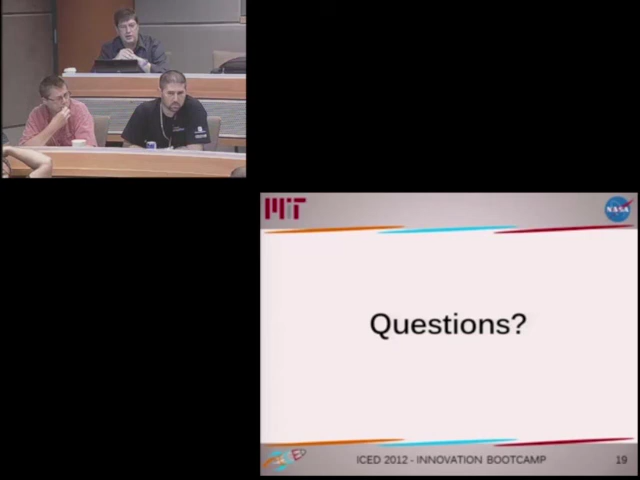 MIT
NASA
Questions?
ICED 2012 - INNOVATION BOOTCAMP
19